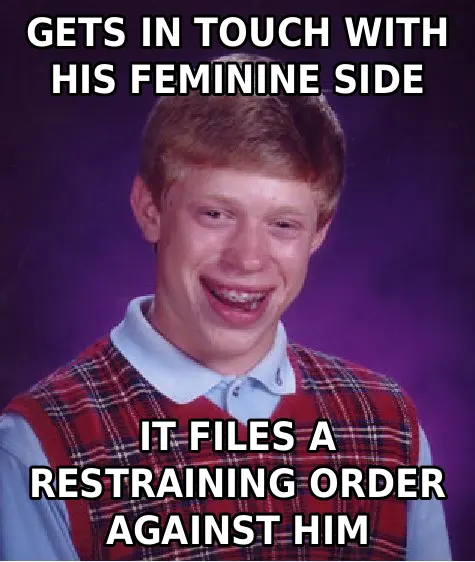 GETS IN TOUCH WITH
HIS FEMININE SIDE
IT FILES A
RESTRAINING ORDER
AGAINST HIM